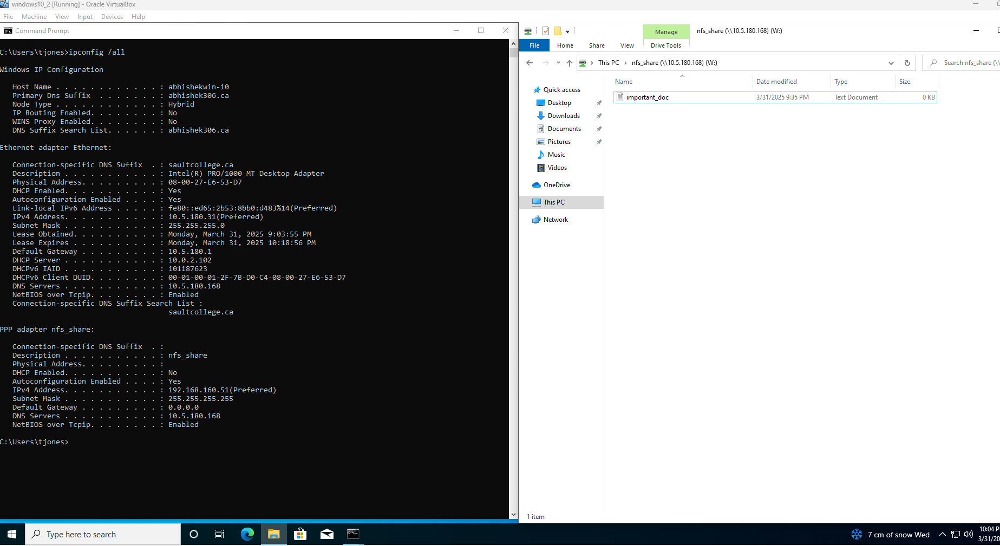 windows10_2 [Running] - Oracle VirtualBox
File Machine View Input Devices Help
Command Prompt
C:\Users\tjones>ipconfig /all
Windows IP Configuration
Host Name . . . . . . . . . . . . : abhishekwin-10
Primary Dns Suffix  . . . . . . . : abhishek306.ca
Node Type . . . . . . . . . . . . : Hybrid
IP Routing Enabled. . . . . . . . : No
WINS Proxy Enabled. . . . . . . . : No
DNS Suffix Search List. . . . . . : abhishek306.ca
Ethernet adapter Ethernet:
Connection-specific DNS Suffix  . : saultcollege.ca
Description . . . . . . . . . . . : Intel(R) PRO/1000 MT Desktop Adapter
Physical Address. . . . . . . . . : 08-00-27-E6-53-D7
DHCP Enabled. . . . . . . . . . . : Yes
Autoconfiguration Enabled . . . . : Yes
Link-local IPv6 Address . . . . . : fe80::ed65:2b53:8bb0:d483%14(Preferred)
IPv4 Address. . . . . . . . . . . : 10.5.180.31(Preferred)
Subnet Mask . . . . . . . . . . . : 255.255.255.0
Lease Obtained. . . . . . . . . . : Monday, March 31, 2025 9:03:55 PM
Lease Expires . . . . . . . . . . : Monday, March 31, 2025 10:18:56 PM
Default Gateway . . . . . . . . . : 10.5.180.1
DHCP Server . . . . . . . . . . . : 10.0.2.102
DHCPv6 IAID . . . . . . . . . . . : 101187623
DHCPv6 Client DUID. . . . . . . . : 00-01-00-01-2F-7B-D0-C4-08-00-27-E6-53-D7
DNS Servers . . . . . . . . . . . : 10.5.180.168
NetBIOS over Tcpip. . . . . . . . : Enabled
Connection-specific DNS Suffix Search List :
saultcollege.ca
PPP adapter nfs_share:
Connection-specific DNS Suffix  . :
Description . . . . . . . . . . . : nfs_share
Physical Address. . . . . . . . . :
DHCP Enabled. . . . . . . . . . . : No
Autoconfiguration Enabled . . . . : Yes
IPv4 Address. . . . . . . . . . . : 192.168.160.51(Preferred)
Subnet Mask . . . . . . . . . . . : 255.255.255.255
Default Gateway . . . . . . . . . : 0.0.0.0
DNS Servers . . . . . . . . . . . : 10.5.180.168
NetBIOS over Tcpip. . . . . . . . : Enabled
C:\Users\tjones>
Manage nfs_share (\\10.5.180.168) (W:)
File Home Share View Drive Tools
This PC > nfs_share (\\10.5.180.168) (W:) Search nfs_share (\\
Name Date modified Type Size
important_doc 3/31/2025 9:35 PM Text Document 0 KB
Quick access
Desktop
Downloads
Documents
Pictures
Music
Videos
OneDrive
This PC
Network
1 item
Type here to search
7 cm of snow Wed
10:04 P
3/31/20